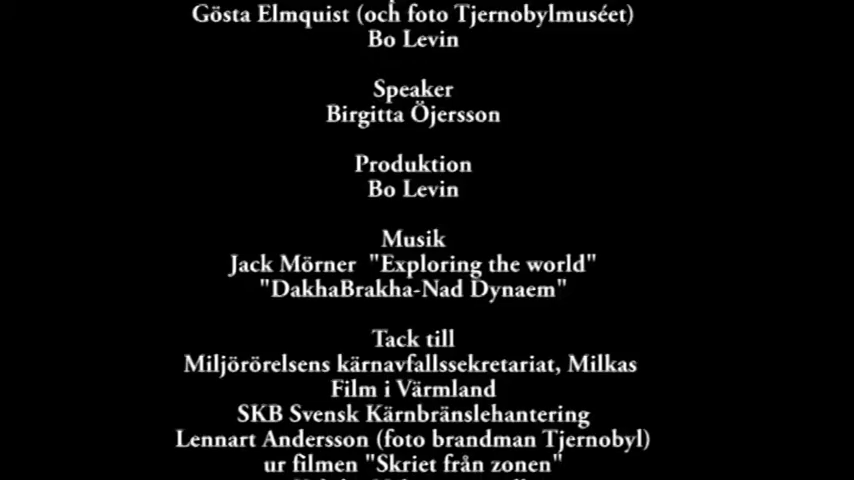 Gösta Elmquist (och foto Tjernobylmuséet)
Bo Levin
Speaker
Birgitta Öjersson
Produktion
Bo Levin
Musik
Jack Mörner "Exploring the world"
"DakhaBrakha-Nad Dynaem"
Tack till
Miljörörelsens kärnavfallssekretariat, Milkas
Film i Värmland
SKB Svensk Kärnbränslehantering
Lennart Andersson (foto brandman Tjernobyl)
ur filmen "Skriet från zonen"